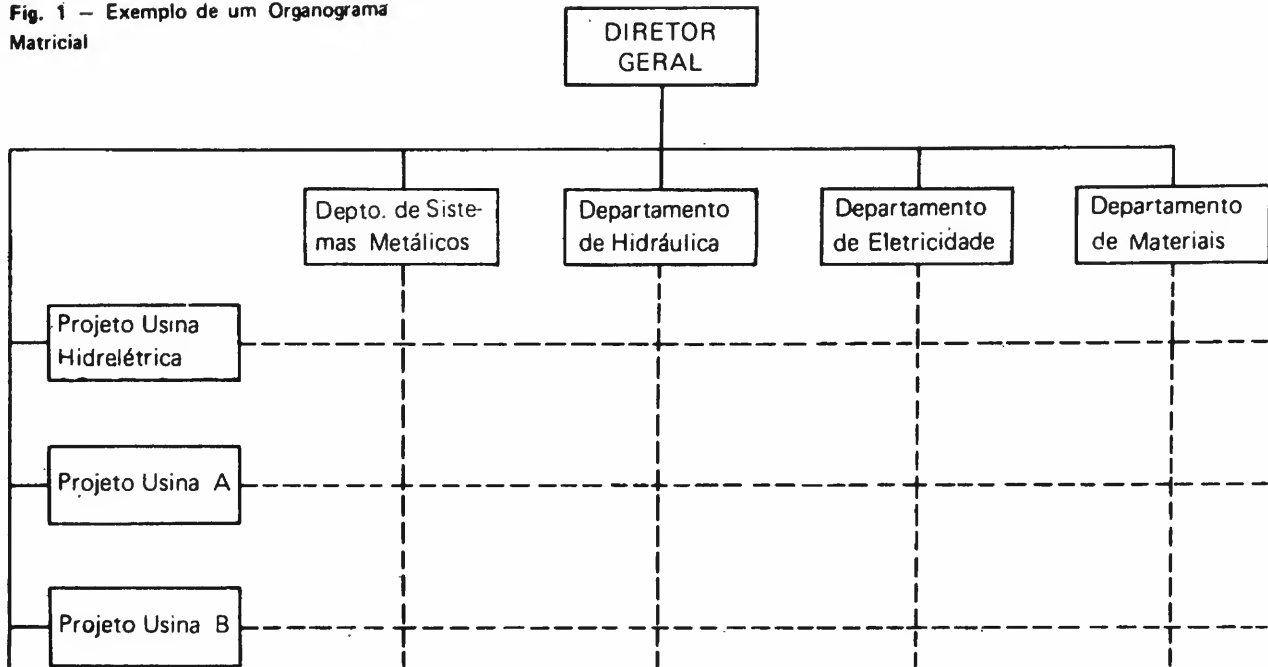 Fig. 1 — Exemplo de um Organograma
Matricial
DIRETOR
GERAL
Depto. de Siste-
mas Metálicos
Departamento
de Hidráulica
Departamento
de Eletricidade
Departamento
de Materiais
Projeto Usina
Hidrelétrica
Projeto Usina A
Projeto Usina B